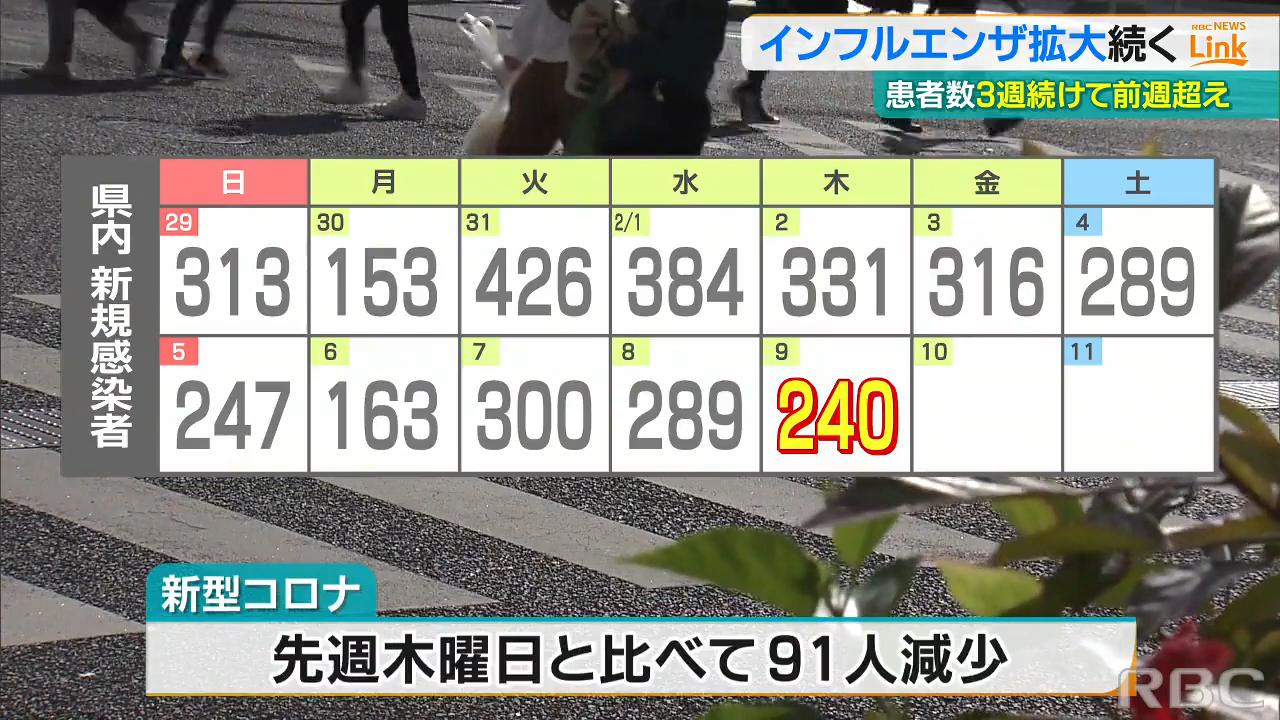 インフルエンザ拡大続く
RBC NEWS
Link
患者数3週続けて前週超え
県内 新規感染者
日 月 火 水 木 金 土
29 30 31 2/1 2 3 4
313 153 426 384 331 316 289
5 6 7 8 9 10 11
247 163 300 289 240
新型コロナ
先週木曜日と比べて91人減少
RBC